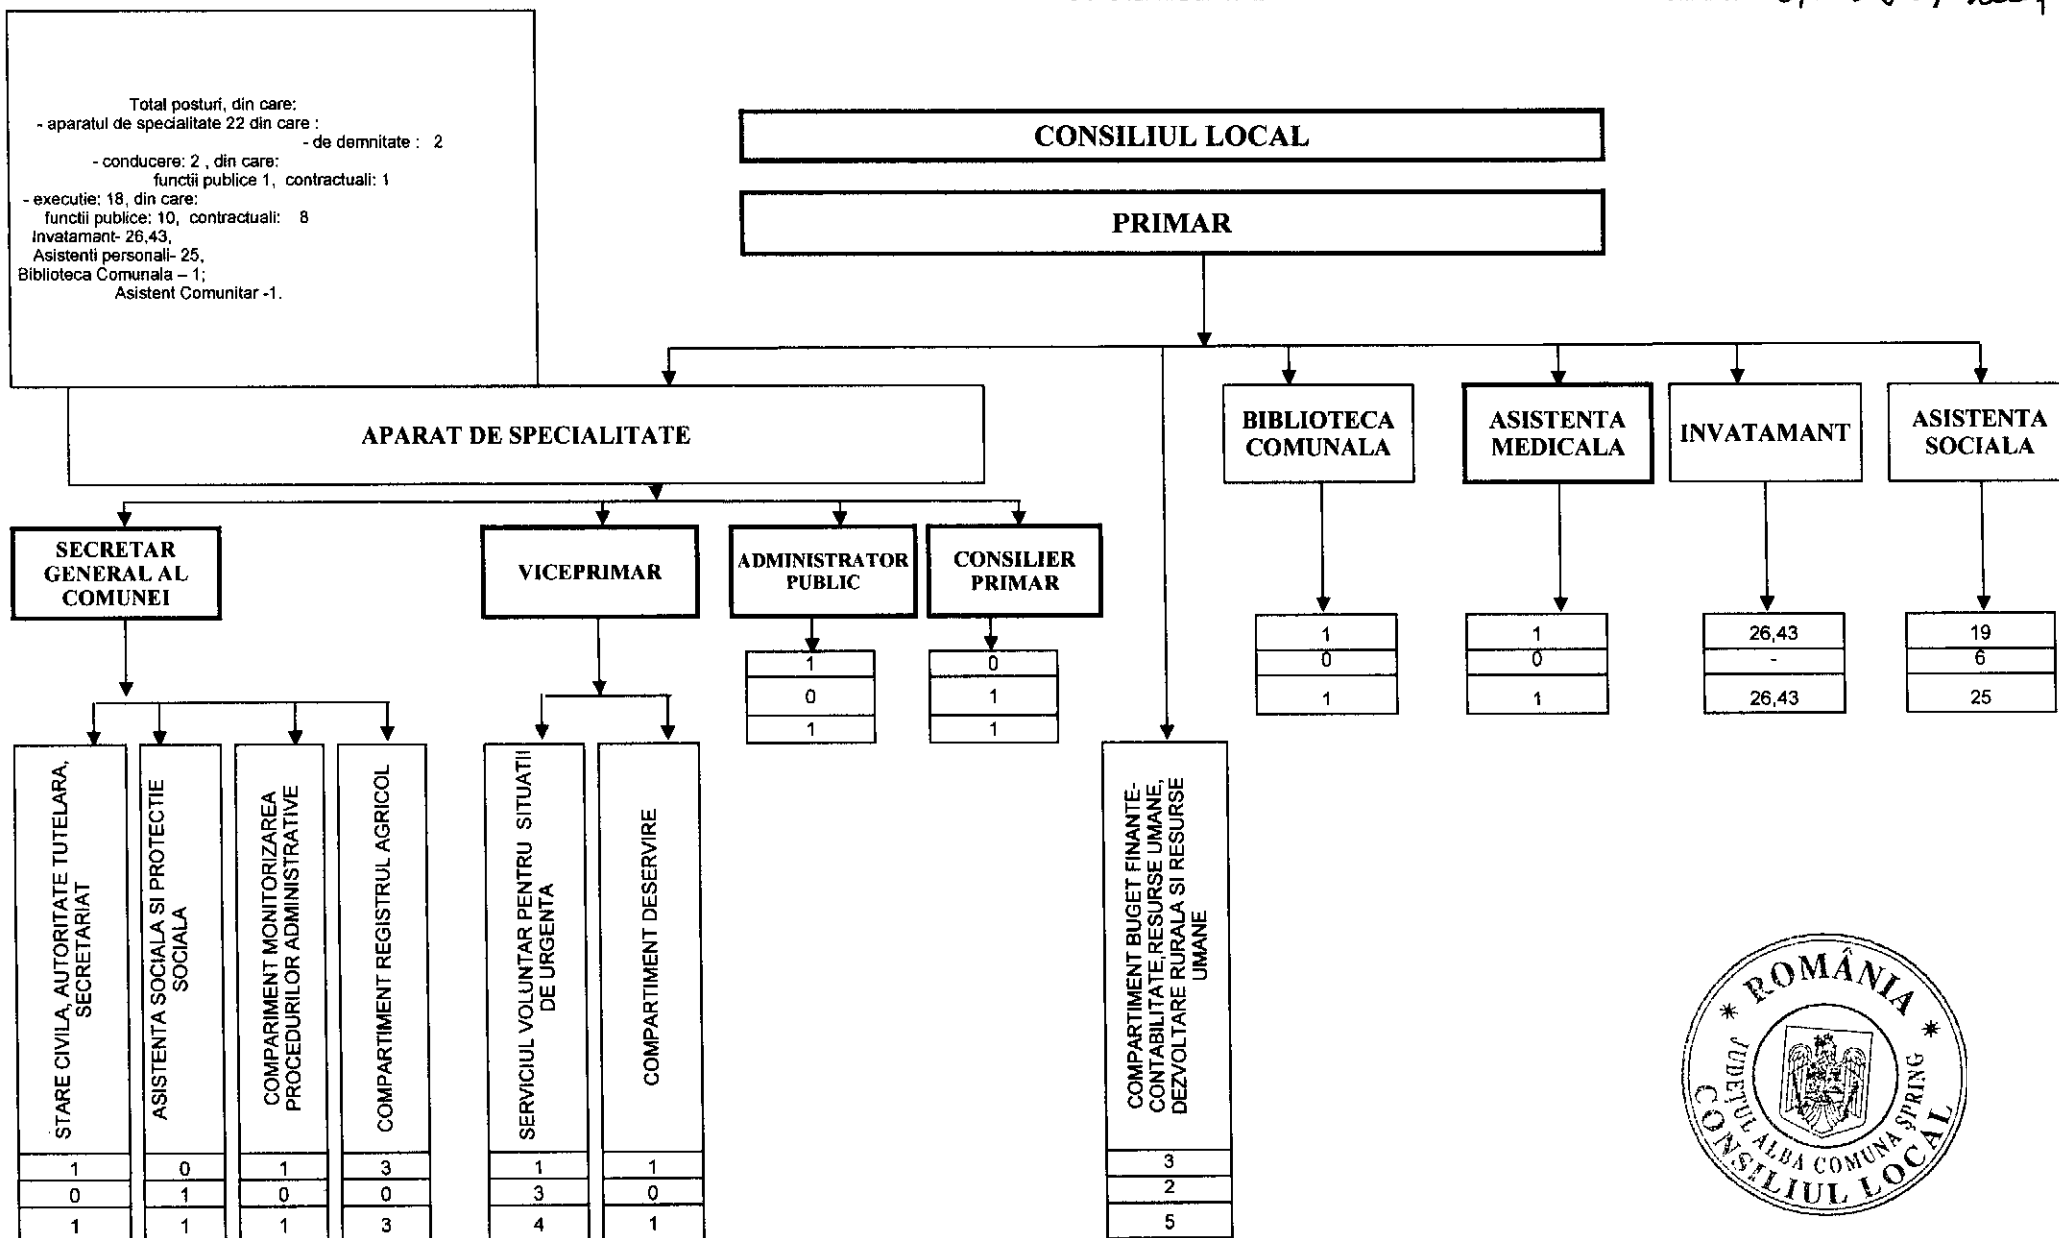 Total posturi, din care:
- aparatul de specialitate 22 din care :
- de demnitate : 2
- conducere: 2 , din care:
functii publice 1, contractuali: 1
- executie: 18, din care:
functii publice: 10, contractuali: 8
Invatamant- 26,43,
Asistenti personali- 25,
Biblioteca Comunala – 1;
Asistent Comunitar -1.
CONSILIUL LOCAL
PRIMAR
APARAT DE SPECIALITATE
BIBLIOTECA
COMUNALA
ASISTENTA
MEDICALA
INVATAMANT
ASISTENTA
SOCIALA
SECRETAR
GENERAL AL
COMUNEI
VICEPRIMAR
ADMINISTRATOR
PUBLIC
CONSILIER
PRIMAR
1
0
1
0
1
1
1
0
1
1
0
1
26,43
-
26,43
19
6
25
STARE CIVILA, AUTORITATE TUTELARA,
SECRETARIAT
1
0
1
ASISTENTA SOCIALA SI PROTECTIE
SOCIALA
0
1
1
COMPARIMENT MONITORIZAREA
PROCEDURILOR ADMINISTRATIVE
1
0
1
COMPARTIMENT REGISTRUL AGRICOL
3
0
3
SERVICIUL VOLUNTAR PENTRU SITUATII
DE URGENTA
1
3
4
COMPARTIMENT DESERVIRE
1
0
1
COMPARTIMENT BUGET FINANTE-
CONTABILITATE,RESURSE UMANE,
DEZVOLTARE RURALA SI RESURSE
UMANE
3
2
5
* ROMÂNIA *
JUDEŢUL ALBA COMUNA ŞPRING
CONSILIUL LOCAL